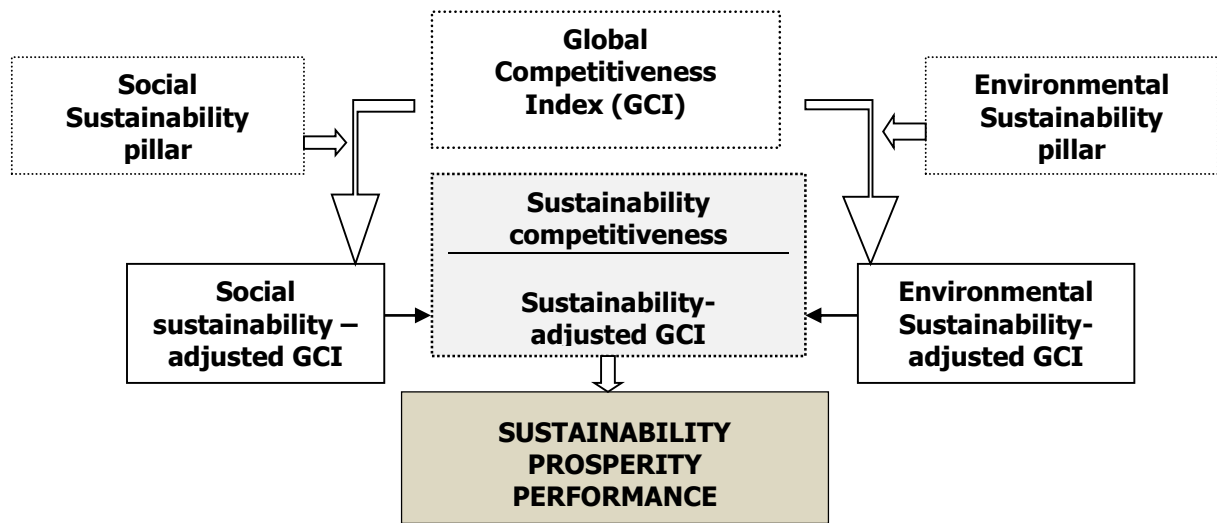 Global
Competitiveness
Index (GCI)
Social
Sustainability
pillar
Environmental
Sustainability
pillar
Sustainability
competitiveness
Sustainability-
adjusted GCI
Social
sustainability –
adjusted GCI
Environmental
Sustainability-
adjusted GCI
SUSTAINABILITY
PROSPERITY
PERFORMANCE